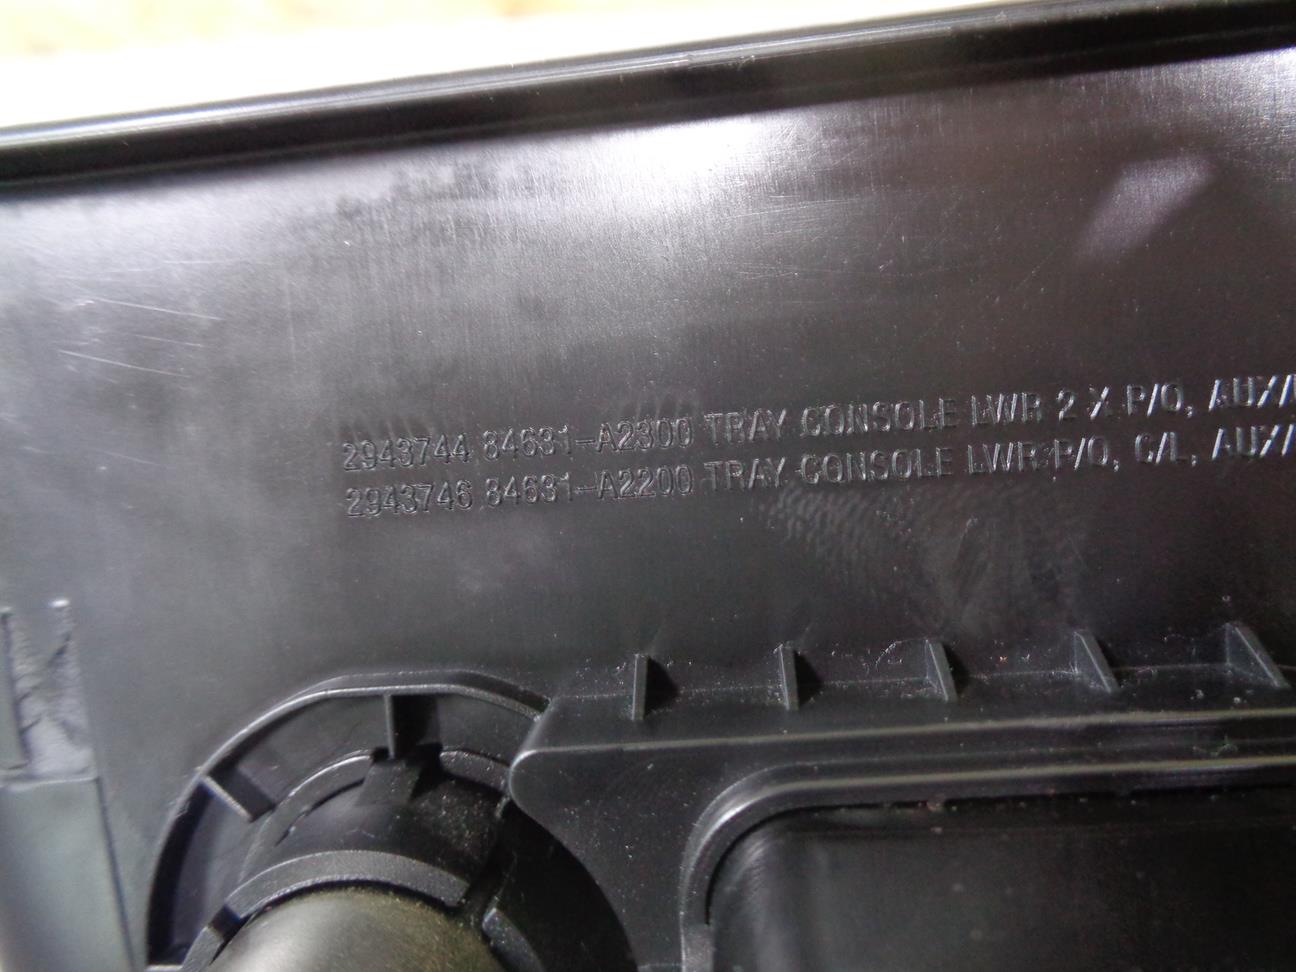 2943744 84631-A2300 TRAY CONSOLE LWR 2 X P/O, AUX/
2943746 84631-A2200 TRAY CONSOLE LWR P/O, C/L, AUX/